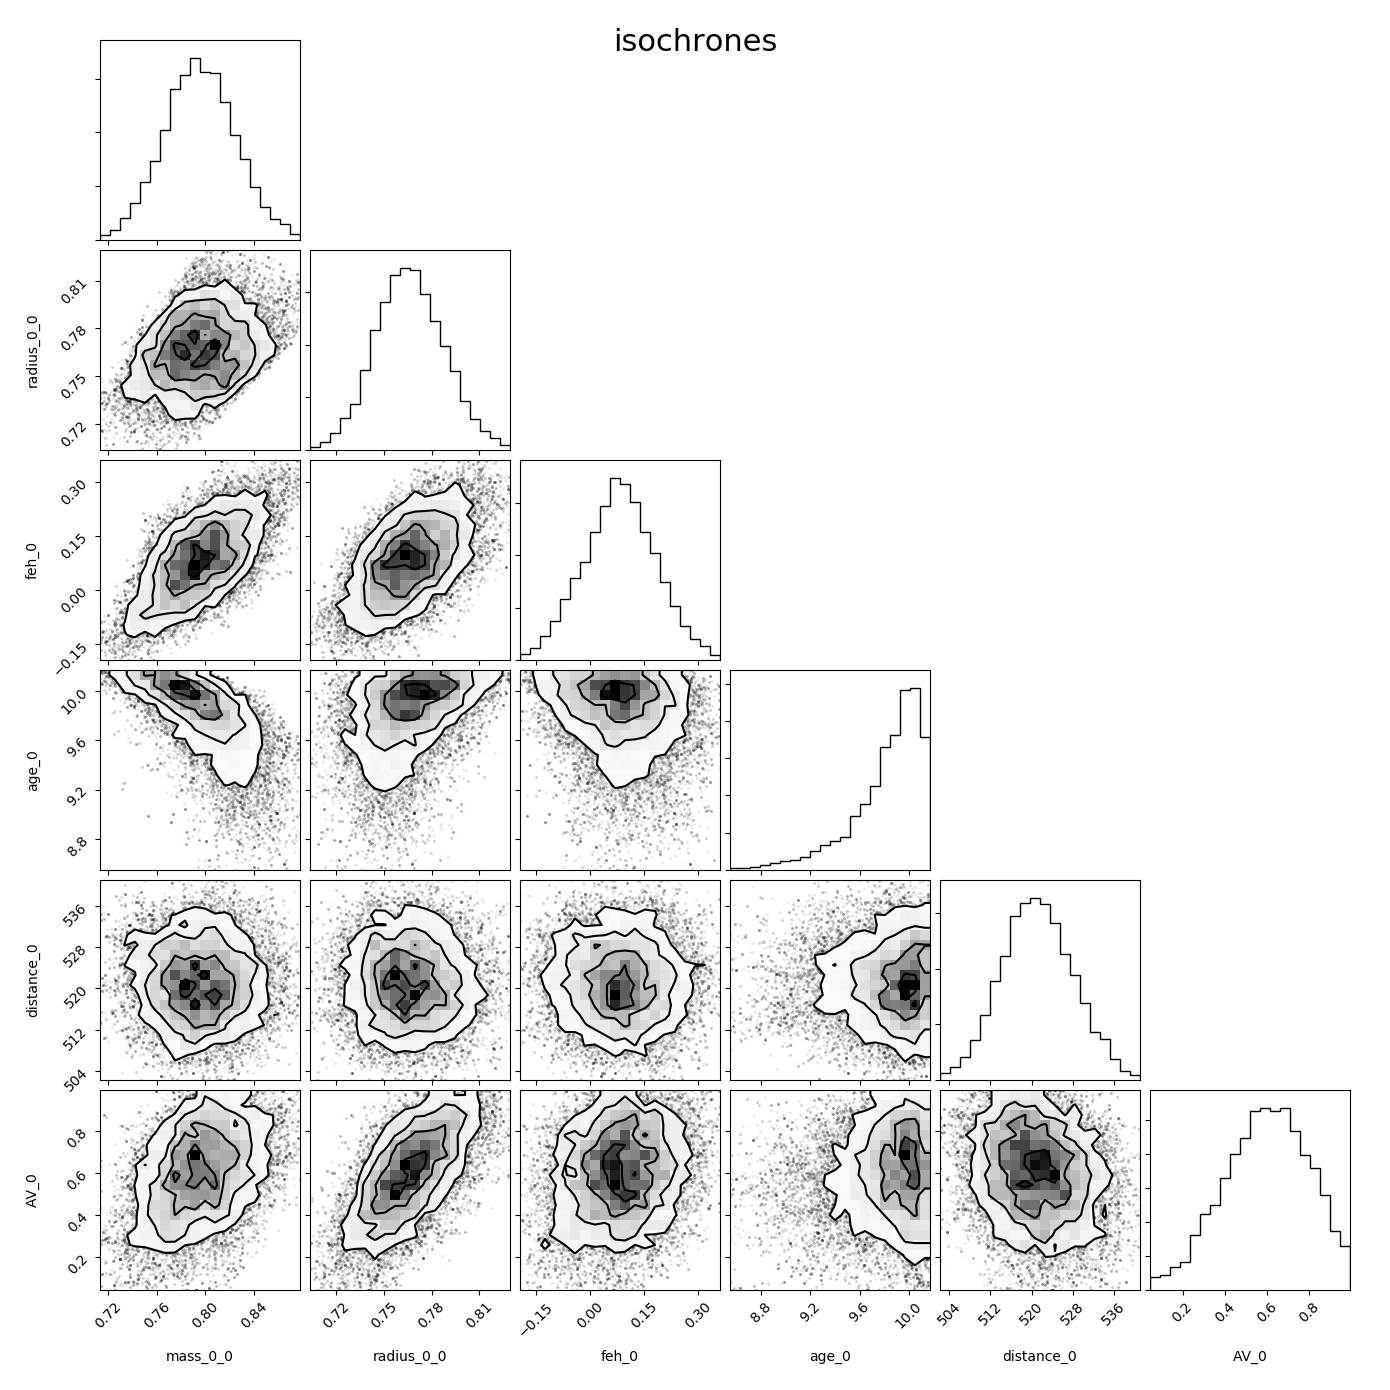 isochrones
radius_0_0
0.81
0.78
0.75
0.72
feh_0
0.30
0.15
0.00
−0.15
age_0
10.0
9.6
9.2
8.8
distance_0
536
528
520
512
504
AV_0
0.8
0.6
0.4
0.2
0.72 0.76 0.80 0.84 0.72 0.75 0.78 0.81 −0.15 0.00 0.15 0.30 8.8 9.2 9.6 10.0 504 512 520 528 536 0.2 0.4 0.6 0.8
mass_0_0 radius_0_0 feh_0 age_0 distance_0 AV_0